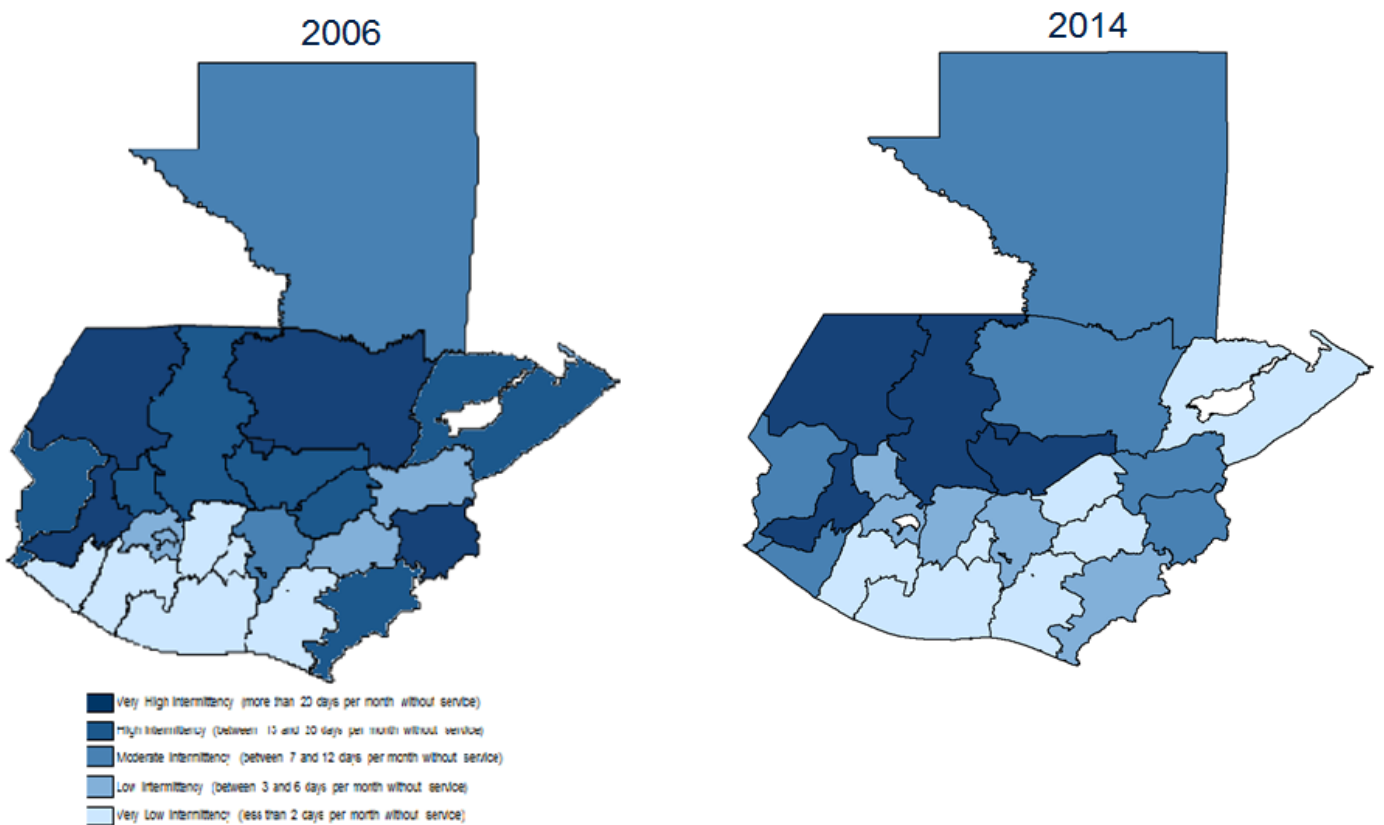 2006
2014
Very High Intermittency (more than 20 days per month without service)
High Intermittency (between 13 and 20 days per month without service)
Moderate Intermittency (between 7 and 12 days per month without service)
Low Intermittency (between 3 and 6 days per month without service)
Very Low Intermittency (less than 2 days per month without service)